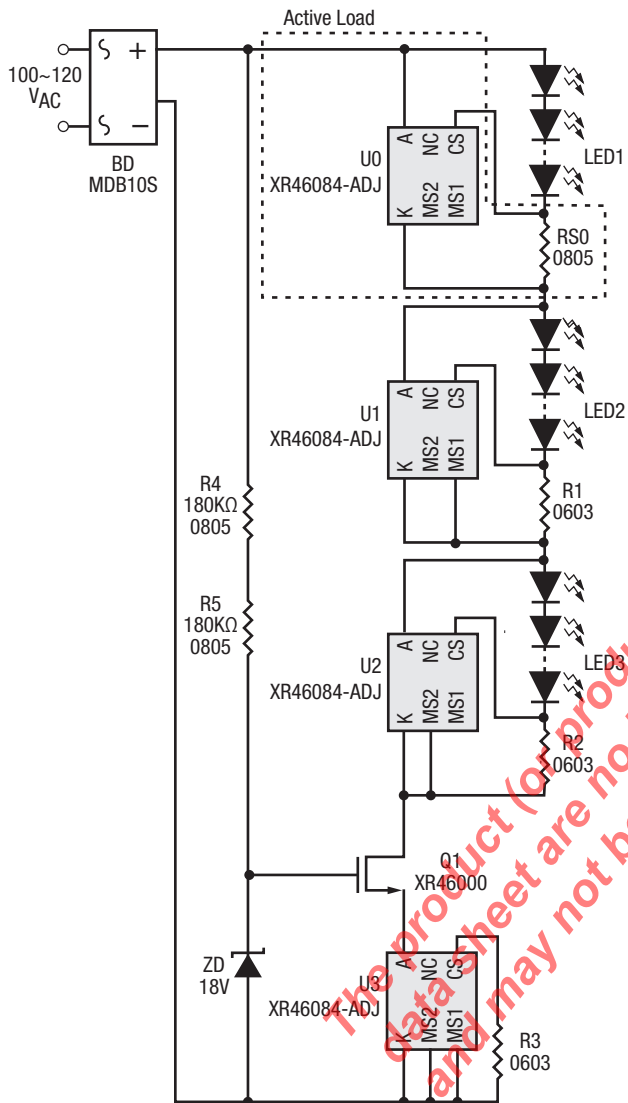 Active Load
100~120
VAC
BD
MDB10S
U0
XR46084-ADJ
A
NC
CS
K
MS2
MS1
LED1
RS0
0805
U1
XR46084-ADJ
A
NC
CS
K
MS2
MS1
LED2
R1
0603
R4
180KΩ
0805
R5
180KΩ
0805
U2
XR46084-ADJ
A
NC
CS
K
MS2
MS1
LED3
R2
0603
Q1
XR46000
ZD
18V
U3
XR46084-ADJ
A
NC
CS
K
MS2
MS1
R3
0603
The product (or produ
data sheet are no
and may not b